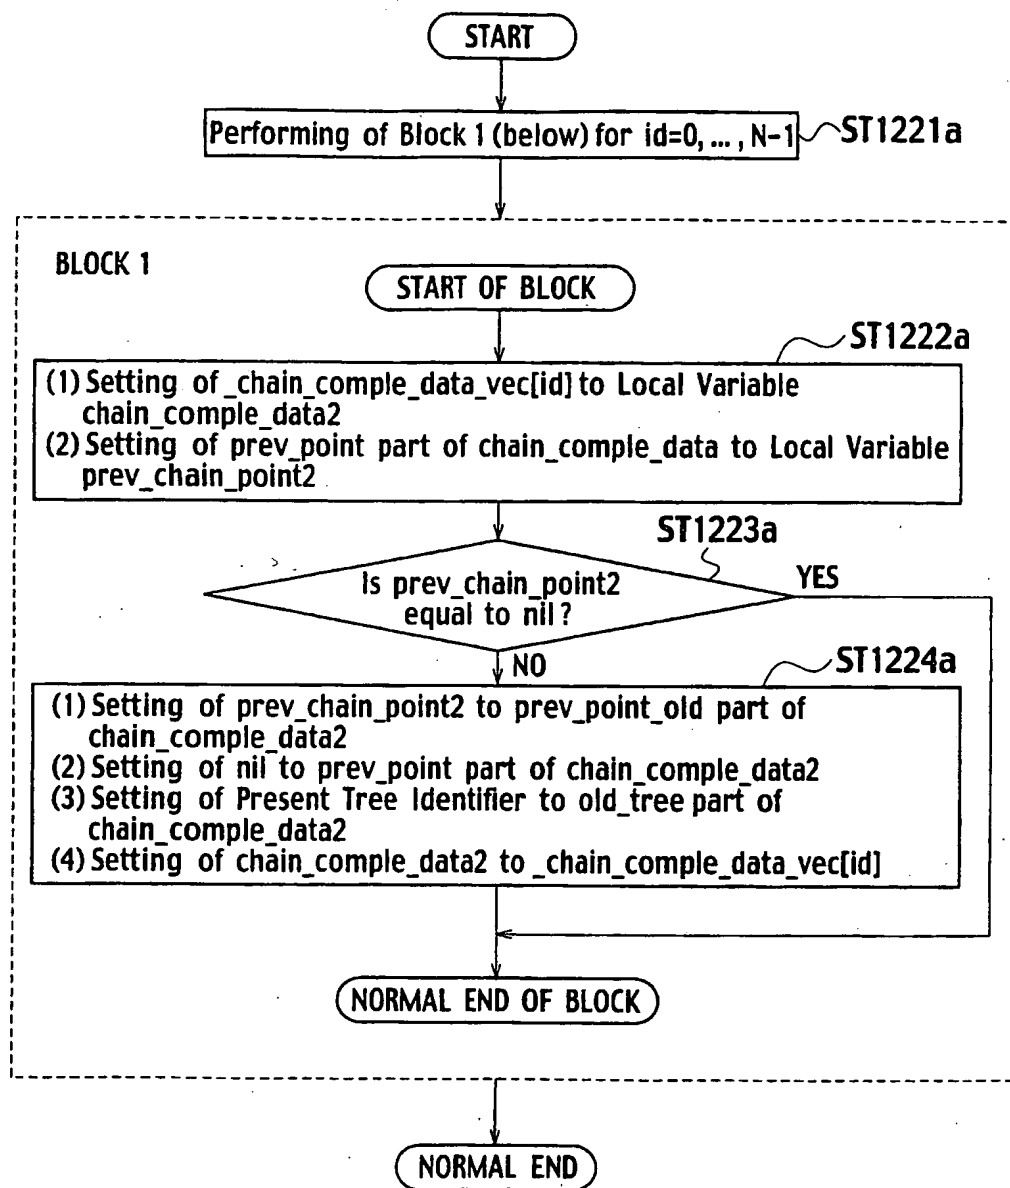 START
Performing of Block 1 (below) for id=0, ... , N-1
ST1221a
BLOCK 1
START OF BLOCK
ST1222a
(1) Setting of _chain_comple_data_vec[id] to Local Variable
chain_comple_data2
(2) Setting of prev_point part of chain_comple_data to Local Variable
prev_chain_point2
ST1223a
Is prev_chain_point2
equal to nil ?
YES
NO
ST1224a
(1) Setting of prev_chain_point2 to prev_point_old part of
chain_comple_data2
(2) Setting of nil to prev_point part of chain_comple_data2
(3) Setting of Present Tree Identifier to old_tree part of
chain_comple_data2
(4) Setting of chain_comple_data2 to _chain_comple_data_vec[id]
NORMAL END OF BLOCK
NORMAL END